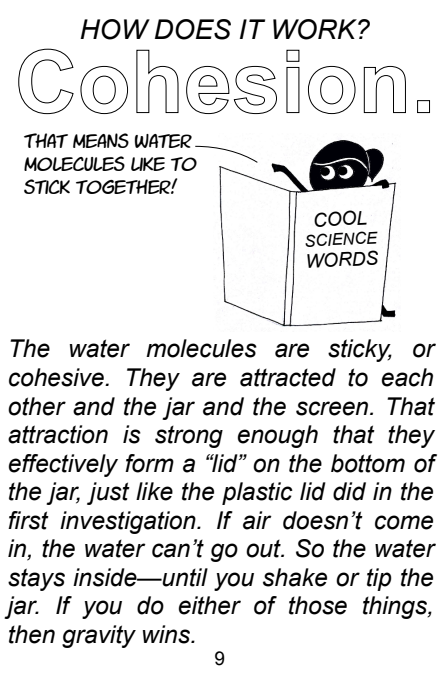 HOW DOES IT WORK?
Cohesion.
THAT MEANS WATER
MOLECULES LIKE TO
STICK TOGETHER!
COOL
SCIENCE
WORDS
The water molecules are sticky, or
cohesive. They are attracted to each
other and the jar and the screen. That
attraction is strong enough that they
effectively form a “lid” on the bottom of
the jar, just like the plastic lid did in the
first investigation. If air doesn’t come
in, the water can’t go out. So the water
stays inside—until you shake or tip the
jar. If you do either of those things,
then gravity wins.
9